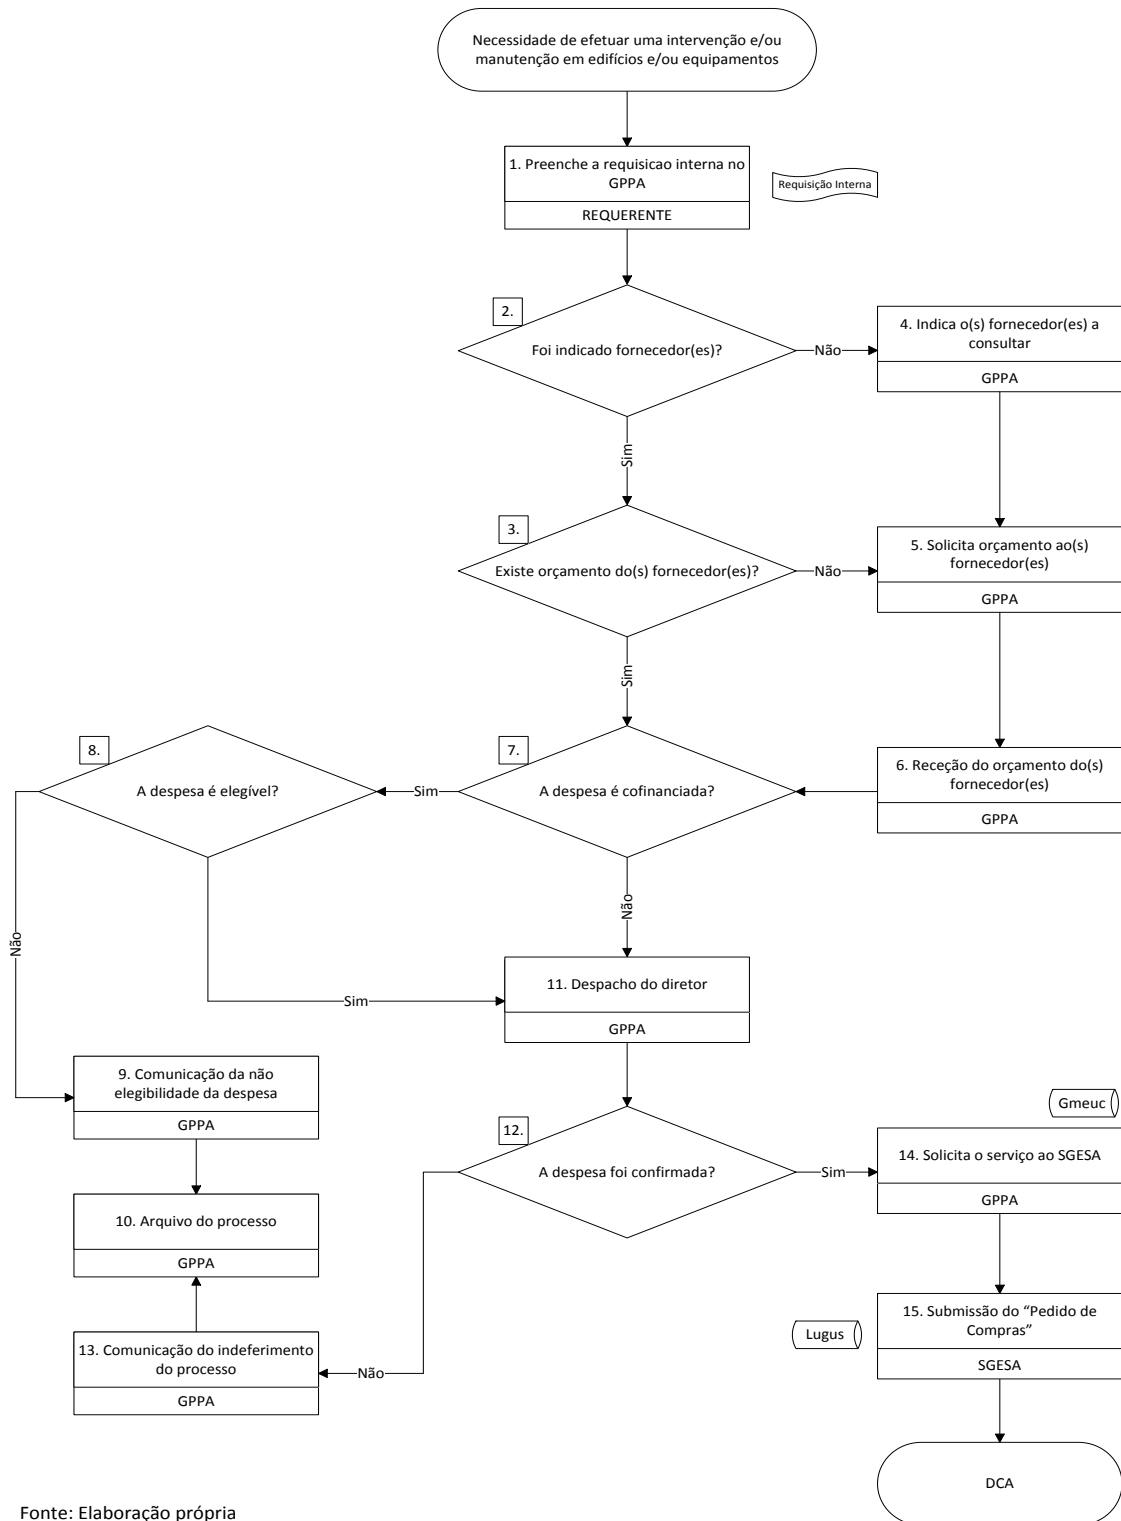 Necessidade de efetuar uma intervenção e/ou
manutenção em edifícios e/ou equipamentos
1. Preenche a requisicao interna no
GPPA
REQUERENTE
Requisição Interna
2.
Foi indicado fornecedor(es)?
Não
4. Indica o(s) fornecedor(es) a
consultar
GPPA
Sim
3.
Existe orçamento do(s) fornecedor(es)?
Não
5. Solicita orçamento ao(s)
fornecedor(es)
GPPA
Sim
8.
A despesa é elegível?
Sim
7.
A despesa é cofinanciada?
6. Receção do orçamento do(s)
fornecedor(es)
GPPA
Não
Não
Sim
11. Despacho do diretor
GPPA
9. Comunicação da não
elegibilidade da despesa
GPPA
12.
A despesa foi confirmada?
Sim
Gmeuc
14. Solicita o serviço ao SGESA
GPPA
10. Arquivo do processo
GPPA
13. Comunicação do indeferimento
do processo
GPPA
Não
Lugus
15. Submissão do “Pedido de
Compras”
SGESA
DCA
Fonte: Elaboração própria